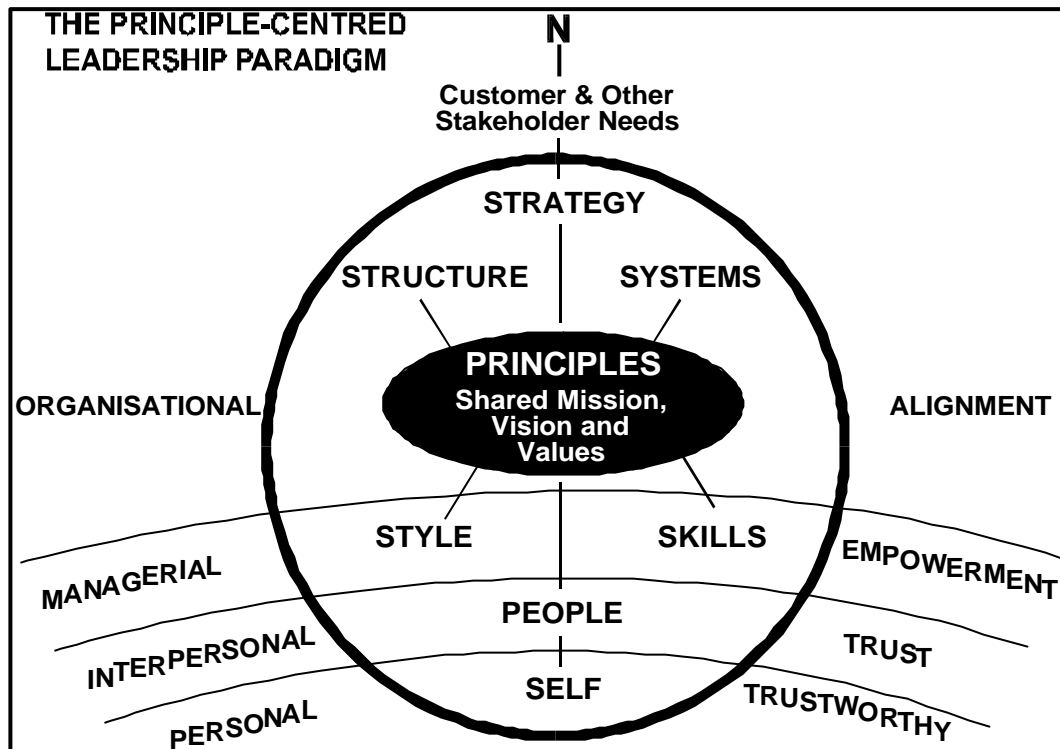 THE PRINCIPLE-CENTRED
LEADERSHIP PARADIGM
N
Customer & Other
Stakeholder Needs
STRATEGY
STRUCTURE
SYSTEMS
PRINCIPLES
Shared Mission,
Vision and
Values
ORGANISATIONAL
ALIGNMENT
STYLE
SKILLS
MANAGERIAL
EMPOWERMENT
PEOPLE
INTERPERSONAL
TRUST
SELF
PERSONAL
TRUSTWORTHY